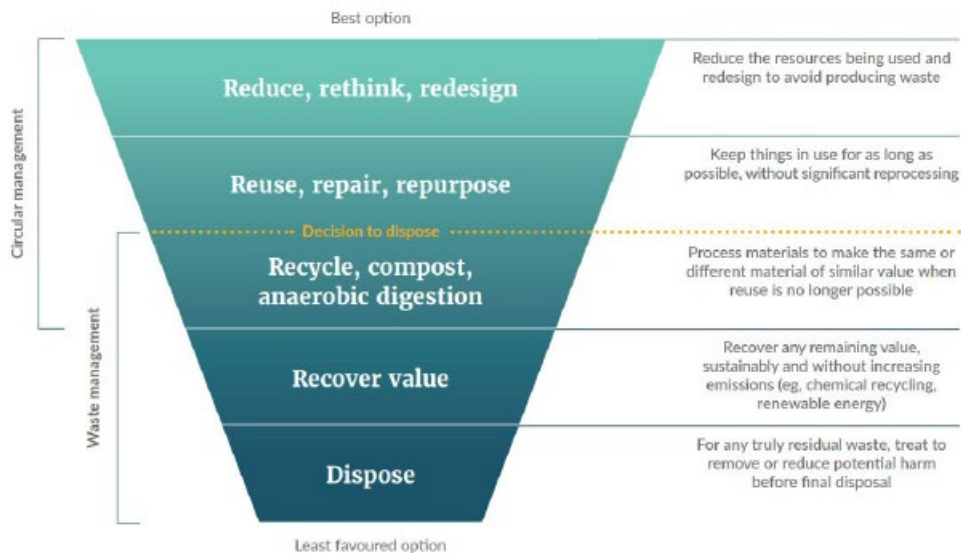 Best option
Circular management
Waste management
Reduce, rethink, redesign
Reduce the resources being used and
redesign to avoid producing waste
Reuse, repair, repurpose
Keep things in use for as long as
possible, without significant reprocessing
Decision to dispose
Recycle, compost,
anaerobic digestion
Process materials to make the same or
different material of similar value when
reuse is no longer possible
Recover value
Recover any remaining value,
sustainably and without increasing
emissions (eg, chemical recycling,
renewable energy)
Dispose
For any truly residual waste, treat to
remove or reduce potential harm
before final disposal
Least favoured option